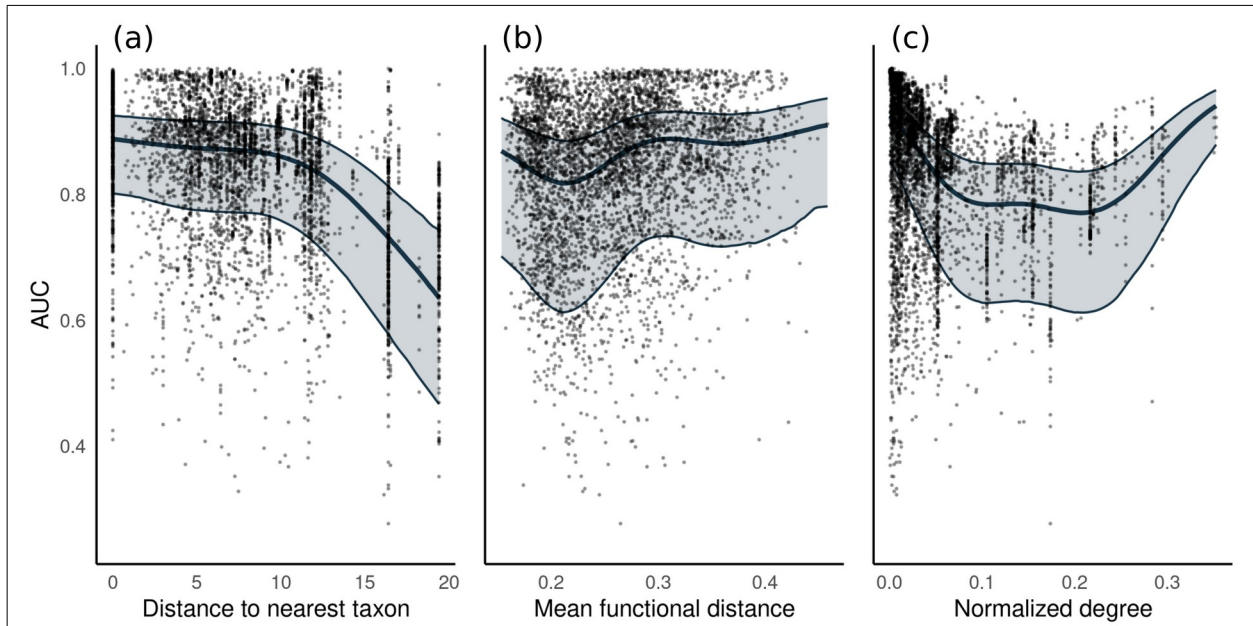 (a)
(b)
(c)
AUC
1.0
0.8
0.6
0.4
0 5 10 15 20
0.2 0.3 0.4
0.0 0.1 0.2 0.3
Distance to nearest taxon
Mean functional distance
Normalized degree